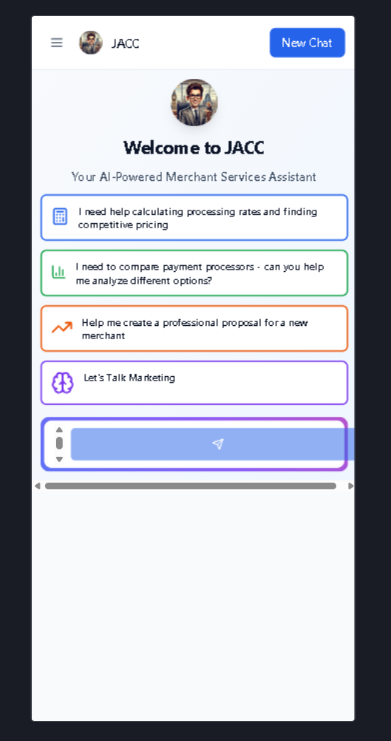 JACC
New Chat
Welcome to JACC
Your AI-Powered Merchant Services Assistant
I need help calculating processing rates and finding
competitive pricing
I need to compare payment processors - can you help
me analyze different options?
Help me create a professional proposal for a new
merchant
Let's Talk Marketing